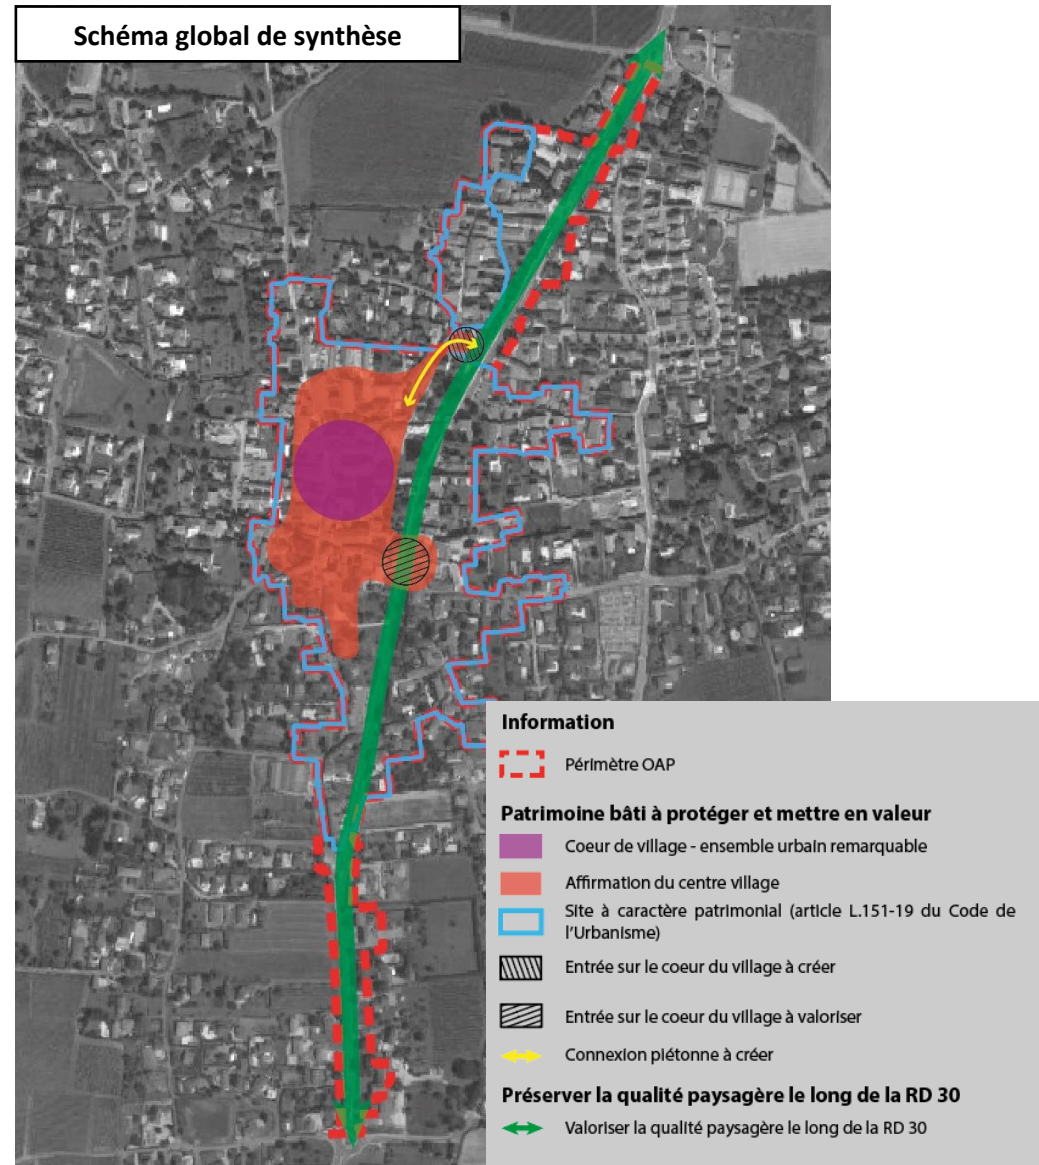 Schéma global de synthèse
Information
Périmètre OAP
Patrimoine bâti à protéger et mettre en valeur
Coeur de village - ensemble urbain remarquable
Affirmation du centre village
Site à caractère patrimonial (article L.151-19 du Code de
l'Urbanisme)
Entrée sur le coeur du village à créer
Entrée sur le coeur du village à valoriser
Connexion piétonne à créer
Préserver la qualité paysagère le long de la RD 30
Valoriser la qualité paysagère le long de la RD 30